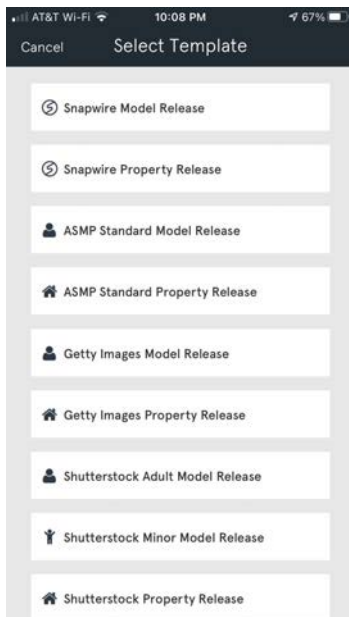 AT&T Wi-Fi 10:08 PM 67%
Cancel Select Template
Snapwire Model Release
Snapwire Property Release
ASMP Standard Model Release
ASMP Standard Property Release
Getty Images Model Release
Getty Images Property Release
Shutterstock Adult Model Release
Shutterstock Minor Model Release
Shutterstock Property Release